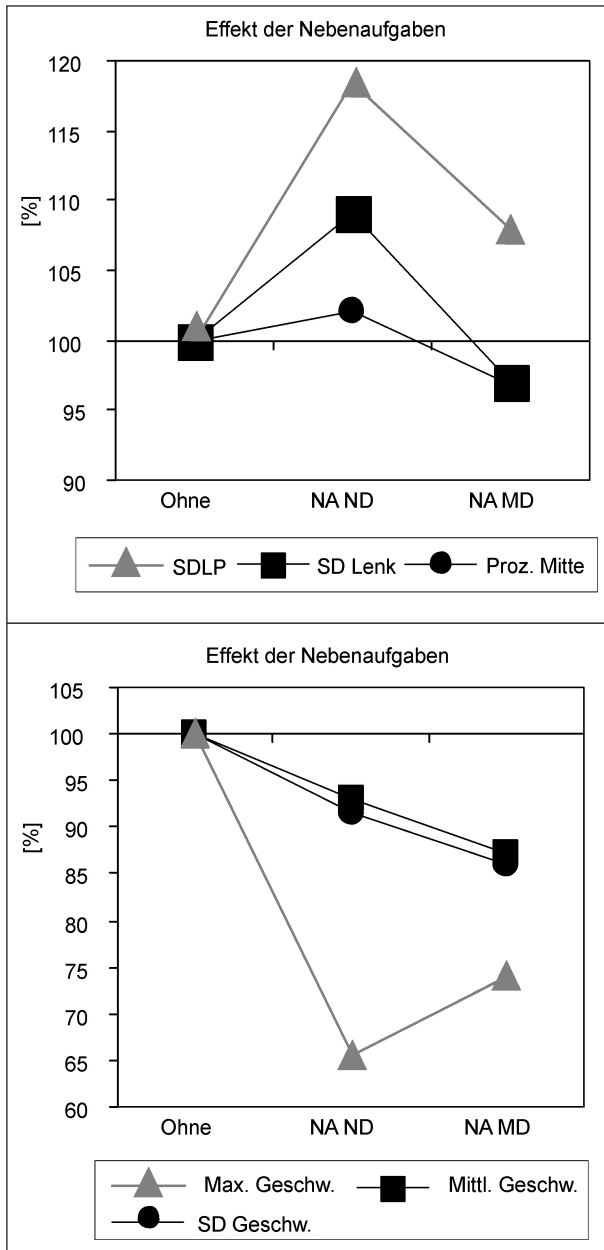 Effekt der Nebenaufgaben
120
115
110
105
100
95
90
[%]
Ohne NA ND NA MD
SDLP SD Lenk Proz. Mitte
Effekt der Nebenaufgaben
105
100
95
90
85
80
75
70
65
60
[%]
Ohne NA ND NA MD
Max. Geschw. Mittl. Geschw.
SD Geschw.